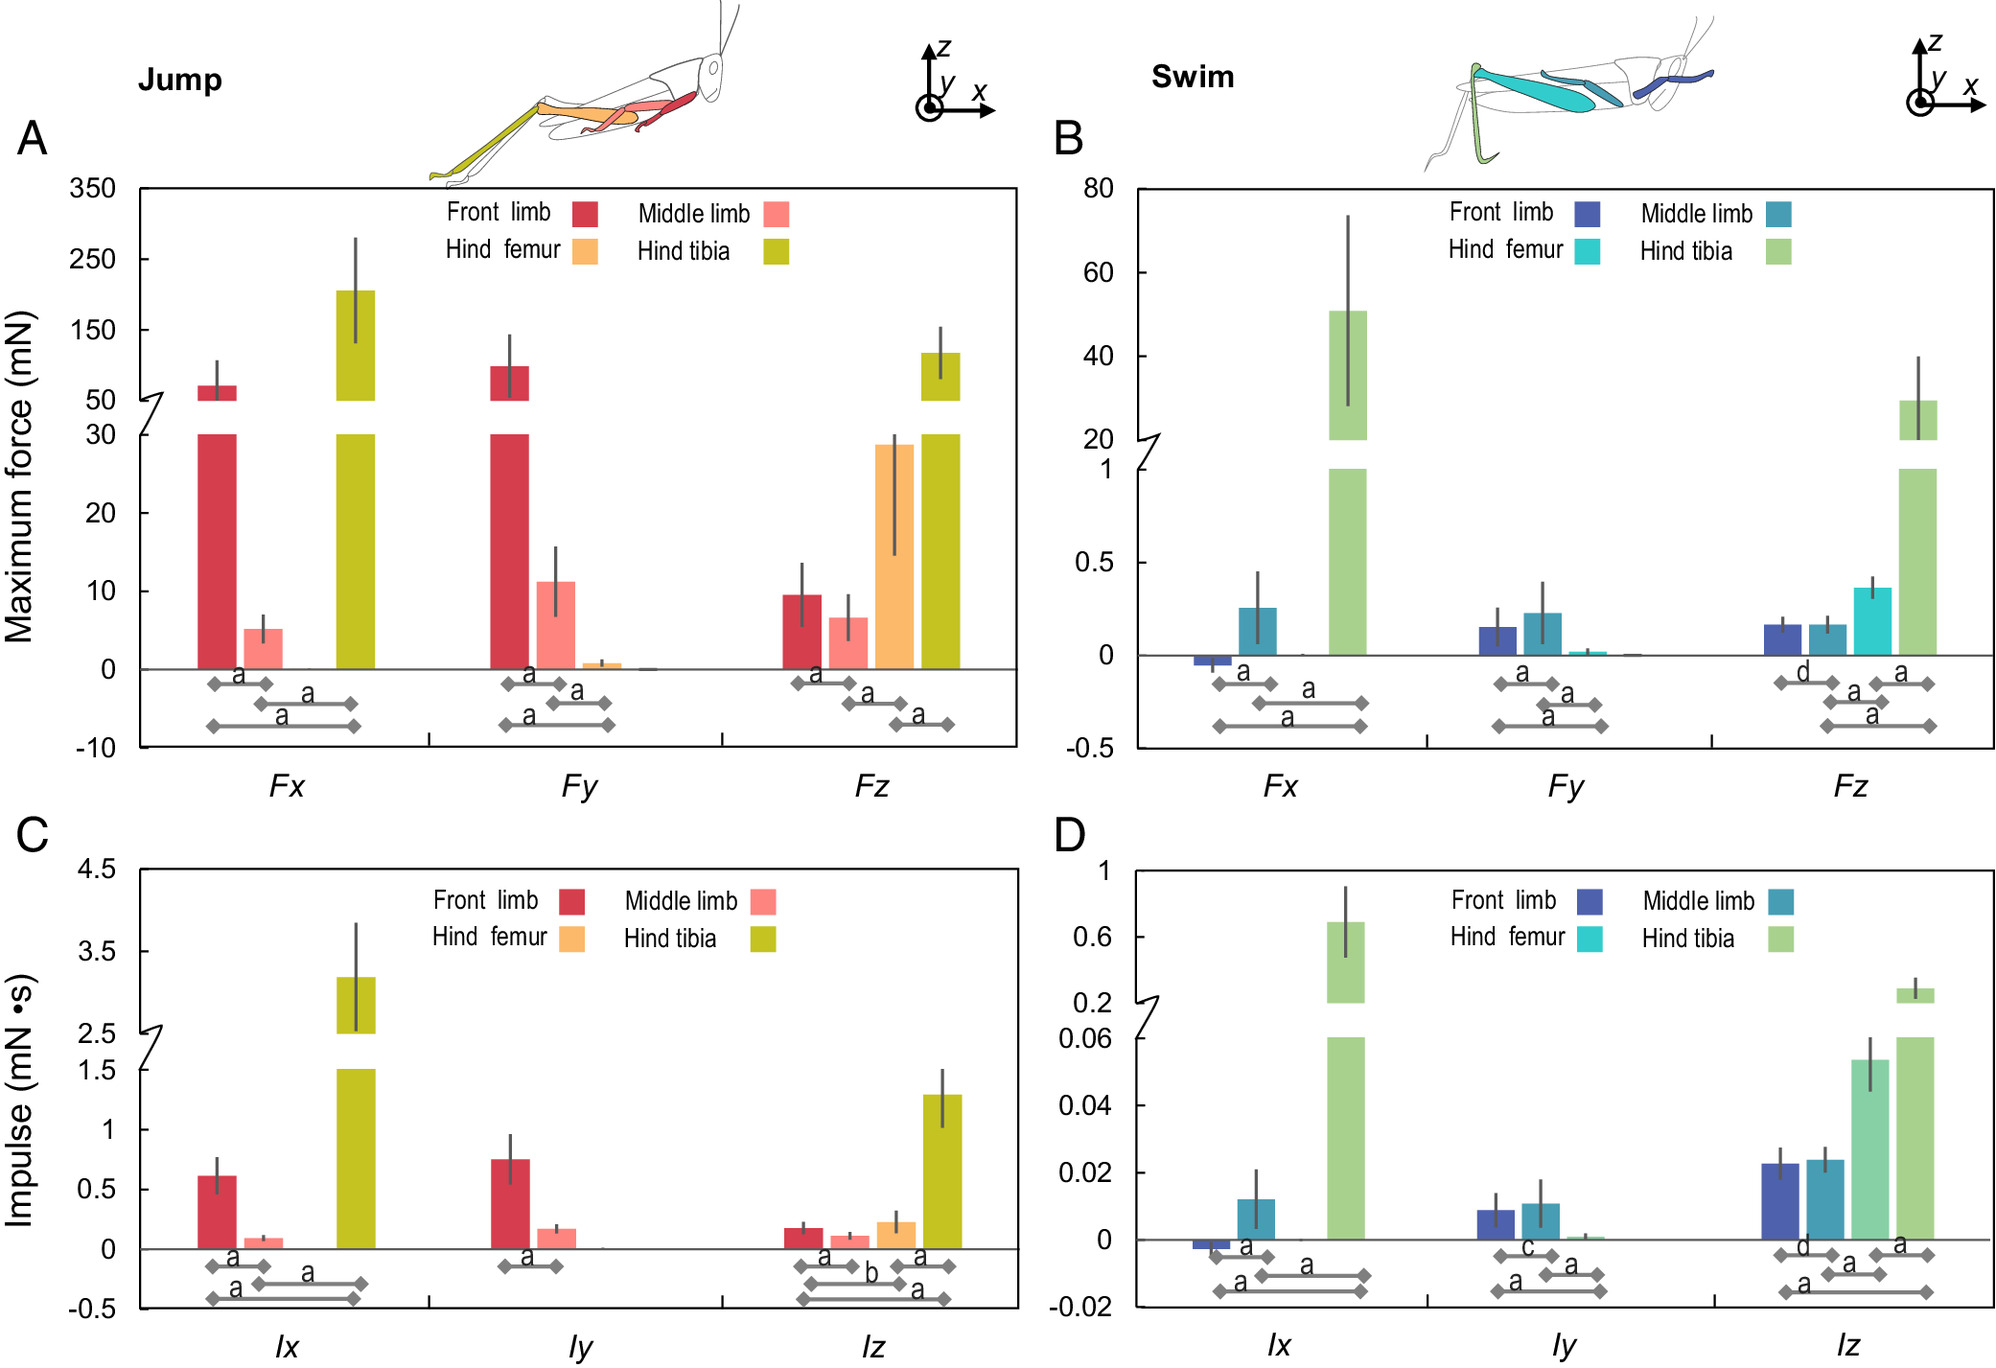 Jump
z
y
x
Swim
z
y
x
A
Maximum force (mN)
350
250
150
50
30
20
10
0
-10
Front limb
Middle limb
Hind femur
Hind tibia
a
a
a
a
a
a
a
a
a
Fx
Fy
Fz
B
80
60
40
20
1
0.5
0
-0.5
Front limb
Middle limb
Hind femur
Hind tibia
a
a
a
a
a
a
d
a
a
a
Fx
Fy
Fz
C
Impulse (mN •s)
4.5
3.5
2.5
1.5
1
0.5
0
-0.5
Front limb
Middle limb
Hind femur
Hind tibia
a
a
a
a
a
a
b
a
Ix
Iy
Iz
D
1
0.6
0.2
0.06
0.04
0.02
0
-0.02
Front limb
Middle limb
Hind femur
Hind tibia
a
a
a
c
a
a
d
a
a
a
Ix
Iy
Iz